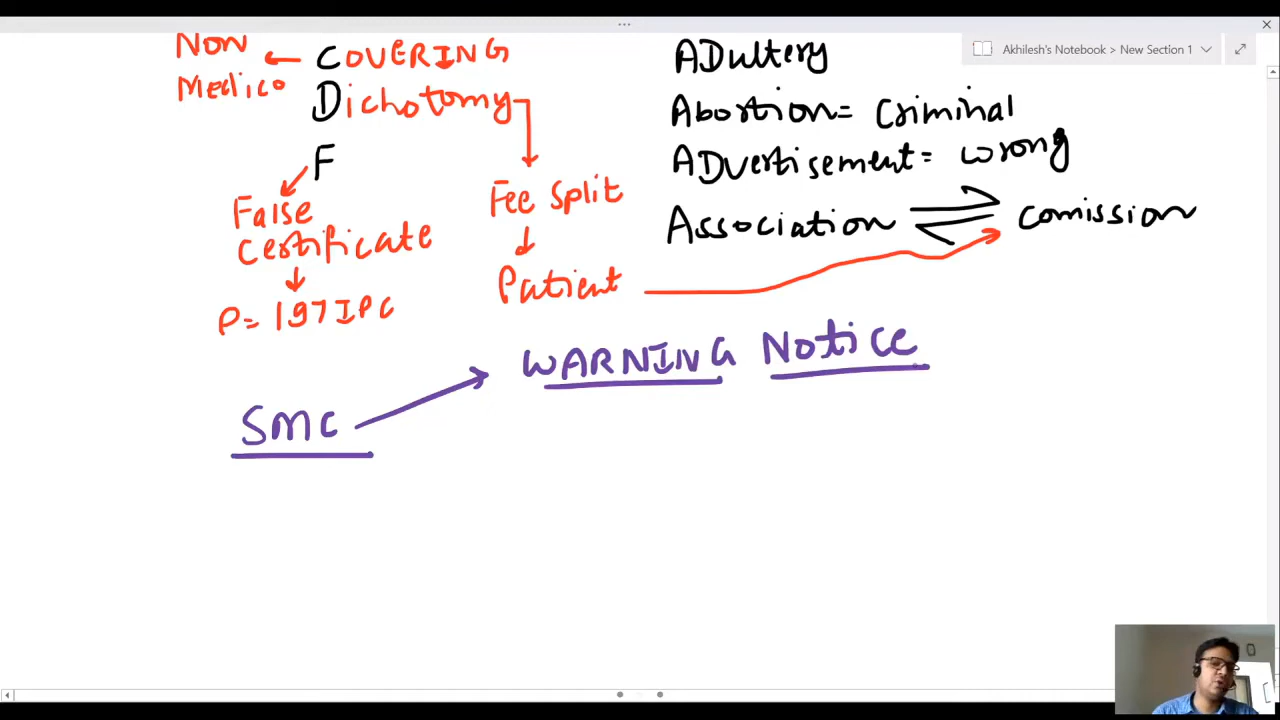 Akhilesh's Notebook > New Section 1
Non
Medico
COVERING
Dichotomy
F
False
Certificate
P= 197 IPC
Fee Split
Patient
ADultery
Abortion= Criminal
ADvertisement= wrong
Association
comission
WARNING Notice
SMC